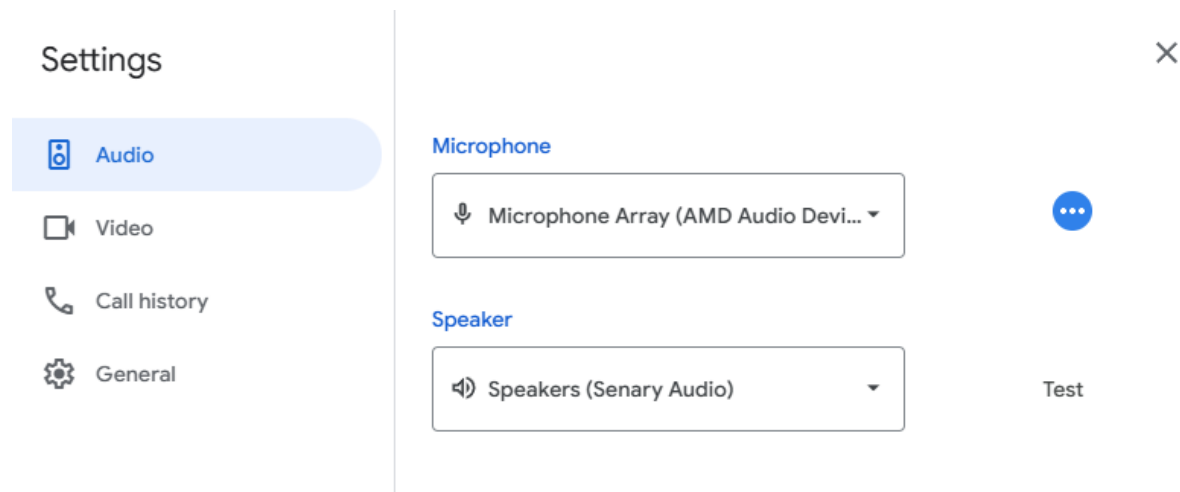 Settings
Audio
Video
Call history
General
Microphone
Microphone Array (AMD Audio Devi...
Speaker
Speakers (Senary Audio)
Test